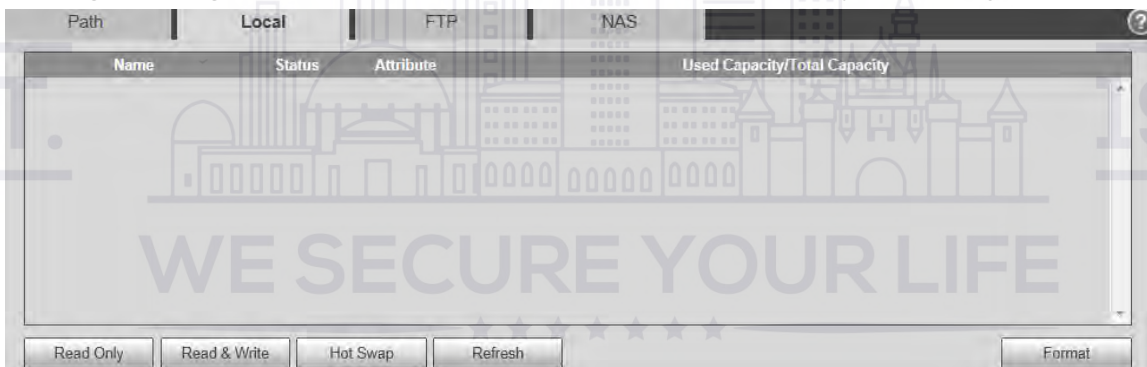 Path Local FTP NAS
?
Name Status Attribute Used Capacity/Total Capacity
WE SECURE YOUR LIFE
Read Only Read & Write Hot Swap Refresh Format